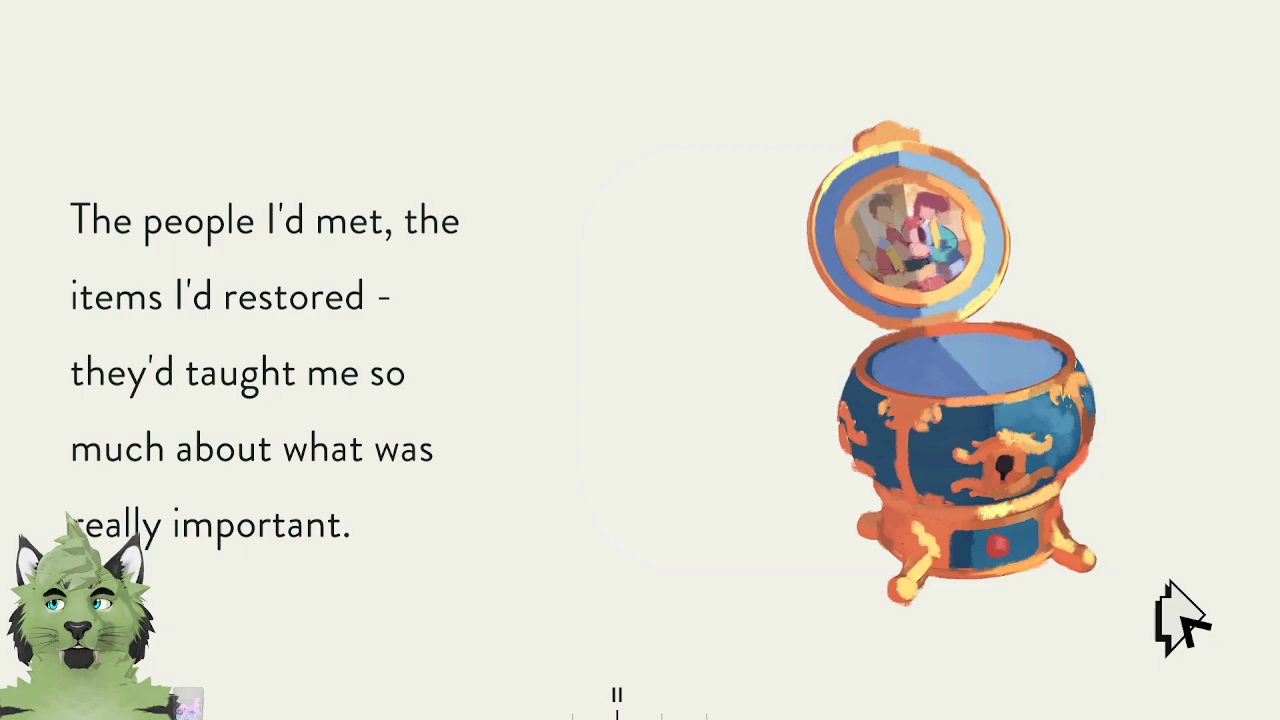 The people I'd met, the
items I'd restored -
they'd taught me so
much about what was
really important.